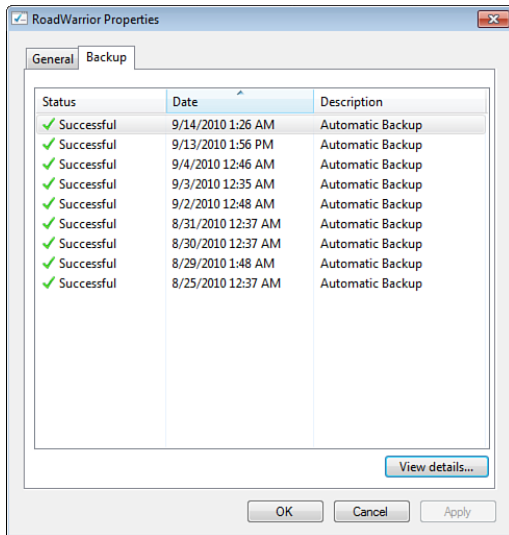 RoadWarrior Properties
General Backup
Status Date Description
Successful 9/14/2010 1:26 AM Automatic Backup
Successful 9/13/2010 1:56 PM Automatic Backup
Successful 9/4/2010 12:46 AM Automatic Backup
Successful 9/3/2010 12:35 AM Automatic Backup
Successful 9/2/2010 12:48 AM Automatic Backup
Successful 8/31/2010 12:37 AM Automatic Backup
Successful 8/30/2010 12:37 AM Automatic Backup
Successful 8/29/2010 1:48 AM Automatic Backup
Successful 8/25/2010 12:37 AM Automatic Backup
View details...
OK Cancel Apply